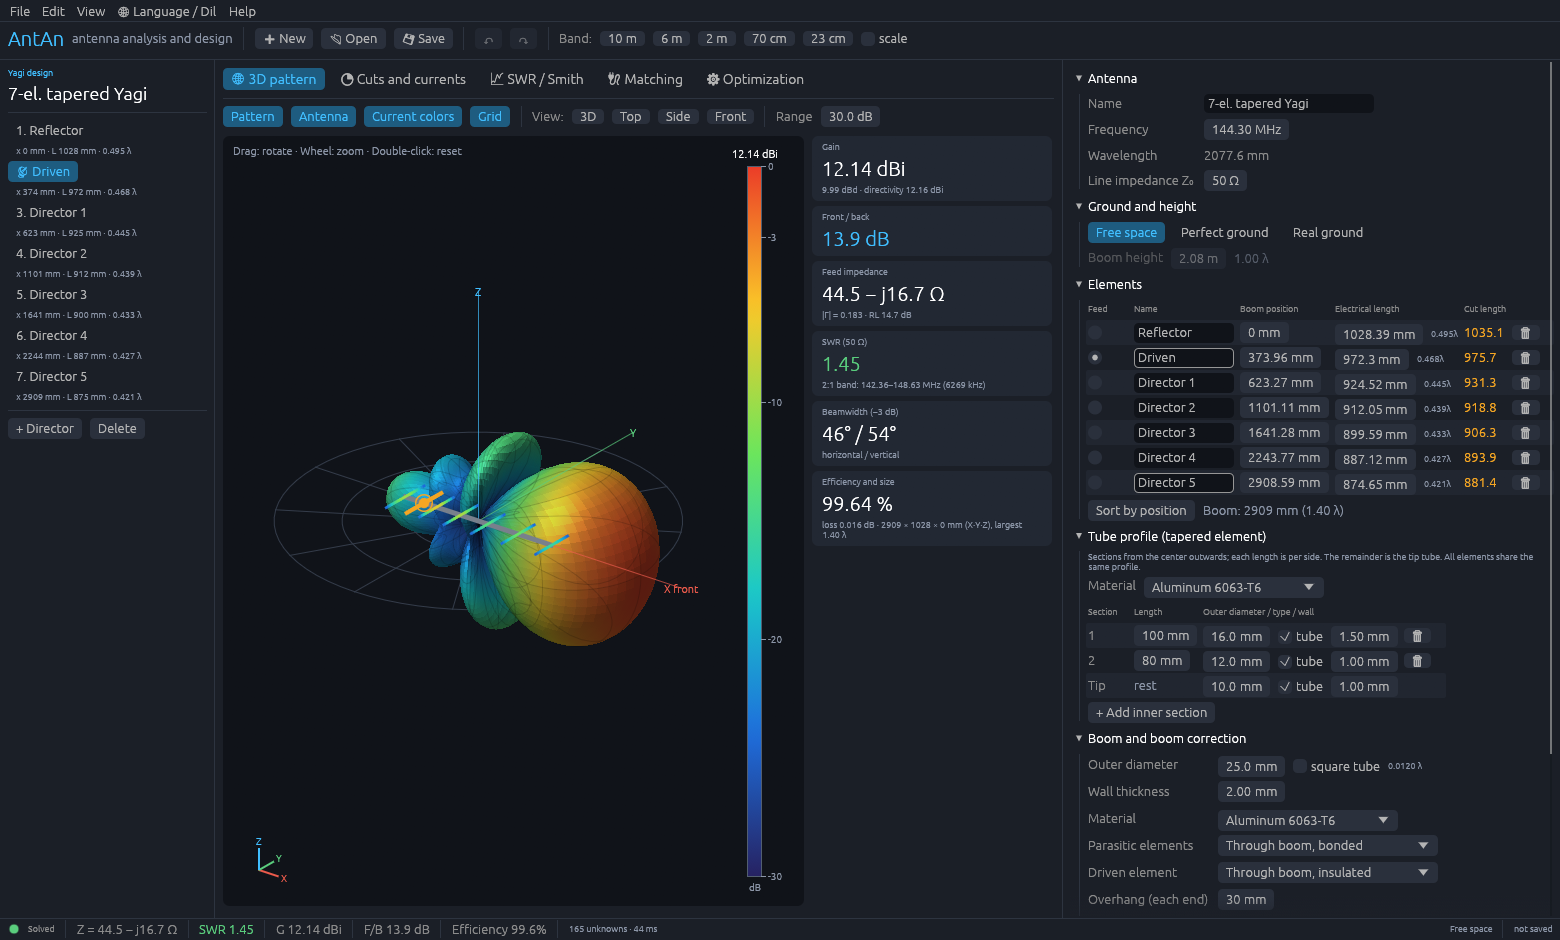 File Edit View Language / Dil Help
AntAn antenna analysis and design + New Open Save Band: 10 m 6 m 2 m 70 cm 23 cm scale
Yagi design
7-el. tapered Yagi
1. Reflector
x 0 mm · L 1028 mm · 0.495 λ
Driven
x 374 mm · L 972 mm · 0.468 λ
3. Director 1
x 623 mm · L 925 mm · 0.445 λ
4. Director 2
x 1101 mm · L 912 mm · 0.439 λ
5. Director 3
x 1641 mm · L 900 mm · 0.433 λ
6. Director 4
x 2244 mm · L 887 mm · 0.427 λ
7. Director 5
x 2909 mm · L 875 mm · 0.421 λ
+ Director Delete
3D pattern Cuts and currents SWR / Smith Matching Optimization
Pattern Antenna Current colors Grid View: 3D Top Side Front Range 30.0 dB
Drag: rotate · Wheel: zoom · Double-click: reset
12.14 dBi
0
-3
-10
-20
-30
dB
Z
Y
X front
Z
Y
X
Gain
12.14 dBi
9.99 dBd · directivity 12.16 dBi
Front / back
13.9 dB
Feed impedance
44.5 – j16.7 Ω
|Γ| = 0.183 · RL 14.7 dB
SWR (50 Ω)
1.45
2:1 band: 142.36–148.63 MHz (6269 kHz)
Beamwidth (–3 dB)
46° / 54°
horizontal / vertical
Efficiency and size
99.64 %
loss 0.016 dB · 2909 × 1028 × 0 mm (X·Y·Z), largest
1.40 λ
Antenna
Name 7-el. tapered Yagi
Frequency 144.30 MHz
Wavelength 2077.6 mm
Line impedance Z₀ 50 Ω
Ground and height
Free space Perfect ground Real ground
Boom height 2.08 m 1.00 λ
Elements
Feed Name Boom position Electrical length Cut length
Reflector 0 mm 1028.39 mm 0.495λ 1035.1
Driven 373.96 mm 972.3 mm 0.468λ 975.7
Director 1 623.27 mm 924.52 mm 0.445λ 931.3
Director 2 1101.11 mm 912.05 mm 0.439λ 918.8
Director 3 1641.28 mm 899.59 mm 0.433λ 906.3
Director 4 2243.77 mm 887.12 mm 0.427λ 893.9
Director 5 2908.59 mm 874.65 mm 0.421λ 881.4
Sort by position Boom: 2909 mm (1.40 λ)
Tube profile (tapered element)
Sections from the center outwards; each length is per side. The remainder is the tip tube. All elements share the
same profile.
Material Aluminum 6063-T6
Section Length Outer diameter / type / wall
1 100 mm 16.0 mm tube 1.50 mm
2 80 mm 12.0 mm tube 1.00 mm
Tip rest 10.0 mm tube 1.00 mm
+ Add inner section
Boom and boom correction
Outer diameter 25.0 mm square tube 0.0120 λ
Wall thickness 2.00 mm
Material Aluminum 6063-T6
Parasitic elements Through boom, bonded
Driven element Through boom, insulated
Overhang (each end) 30 mm
Solved Z = 44.5 – j16.7 Ω SWR 1.45 G 12.14 dBi F/B 13.9 dB Efficiency 99.6% 165 unknowns · 44 ms Free space not saved